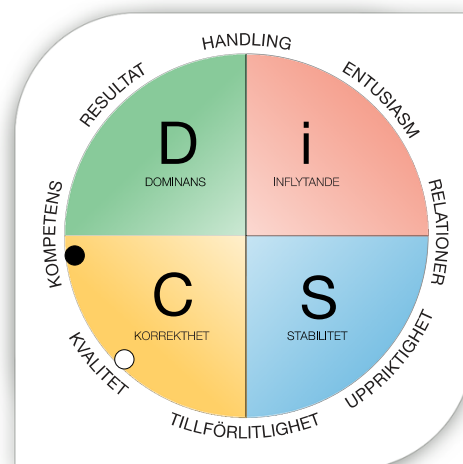 HANDLING
RESULTAT
ENTUSIASM
D
DOMINANS
i
INFLYTANDE
KOMPETENS
RELATIONER
C
KORREKTHET
S
STABILITET
KVALITET
UPPRIKTIGHET
TILLFÖRLITLIGHET